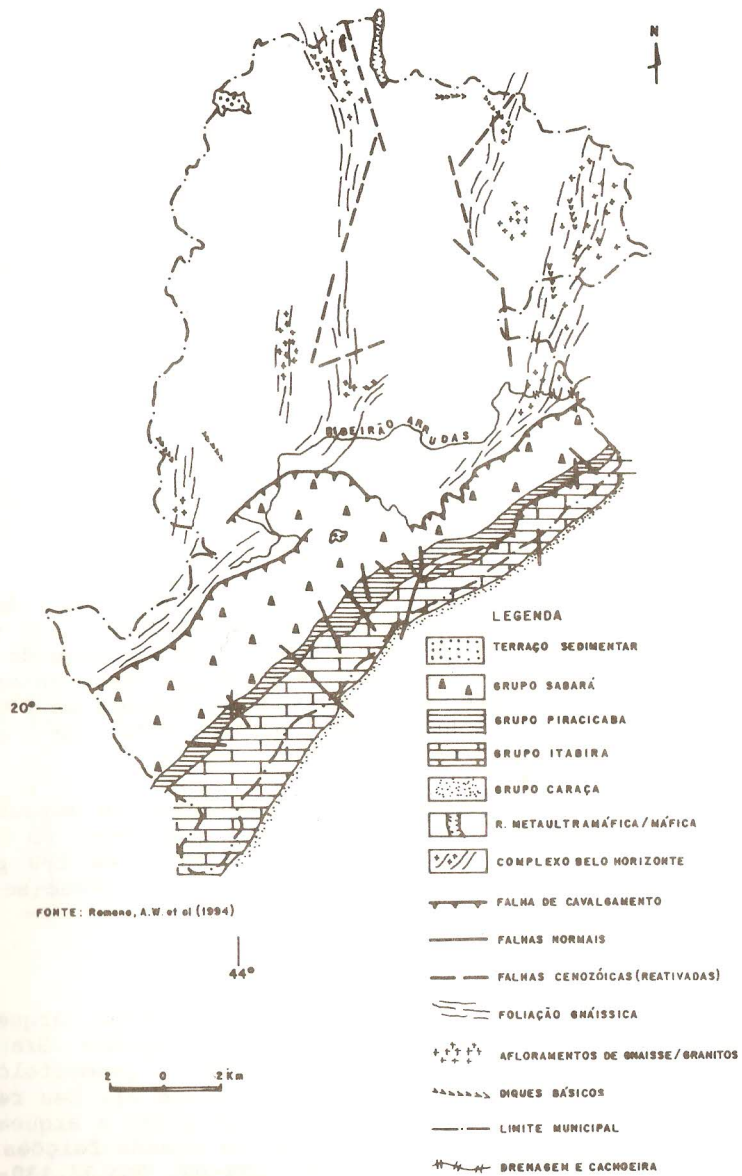 N
RIBEIRÃO ARRUDAS
LEGENDA
TERRAÇO SEDIMENTAR
GRUPO SABARÁ
20°
GRUPO PIRACICABA
GRUPO ITABIRA
GRUPO CARAÇA
R. METAULTRAMÁFICA/MÁFICA
COMPLEXO BELO HORIZONTE
FALHA DE CAVALGAMENTO
FONTE: Romano, A.W. et al (1994)
FALHAS NORMAIS
44°
FALHAS CENOZÓICAS (REATIVADAS)
FOLIAÇÃO GNÁISSICA
AFLORAMENTOS DE GNAISSE/GRANITOS
2 0 2 Km
DIQUES BÁSICOS
LIMITE MUNICIPAL
DRENAGEM E CACHOEIRA